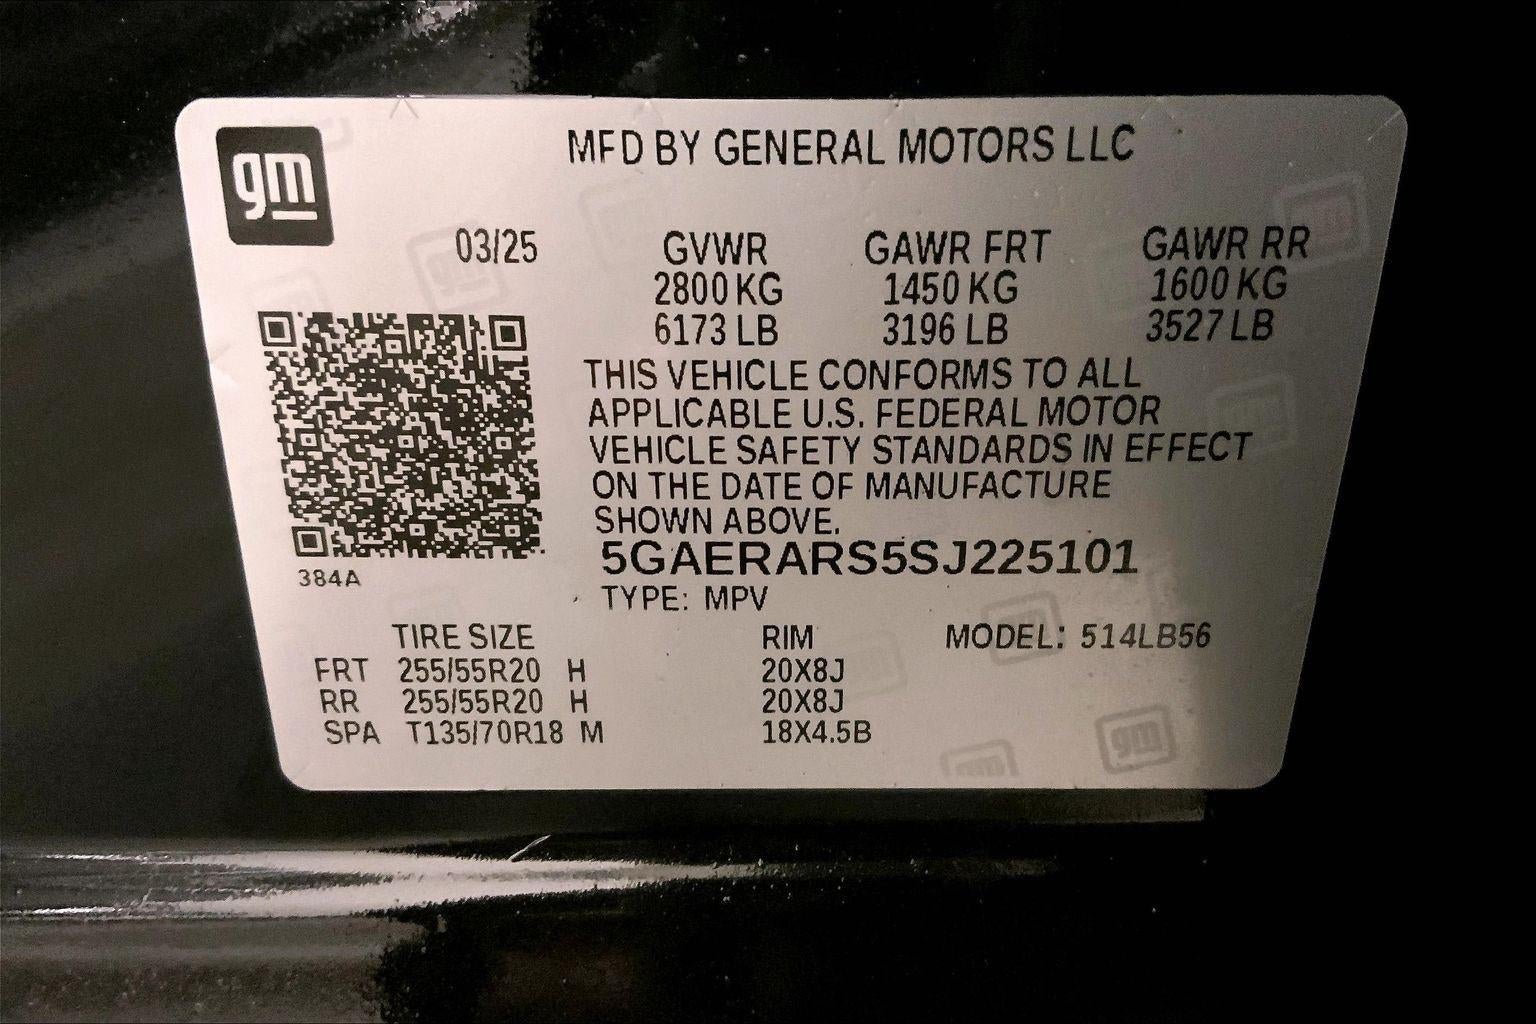 gm
MFD BY GENERAL MOTORS LLC
03/25 GVWR GAWR FRT GAWR RR
2800 KG 1450 KG 1600 KG
6173 LB 3196 LB 3527 LB
THIS VEHICLE CONFORMS TO ALL
APPLICABLE U.S. FEDERAL MOTOR
VEHICLE SAFETY STANDARDS IN EFFECT
ON THE DATE OF MANUFACTURE
SHOWN ABOVE.
5GAERARS5SJ225101
384A
TYPE: MPV
TIRE SIZE RIM MODEL: 514LB56
FRT 255/55R20 H 20X8J
RR 255/55R20 H 20X8J
SPA T135/70R18 M 18X4.5B